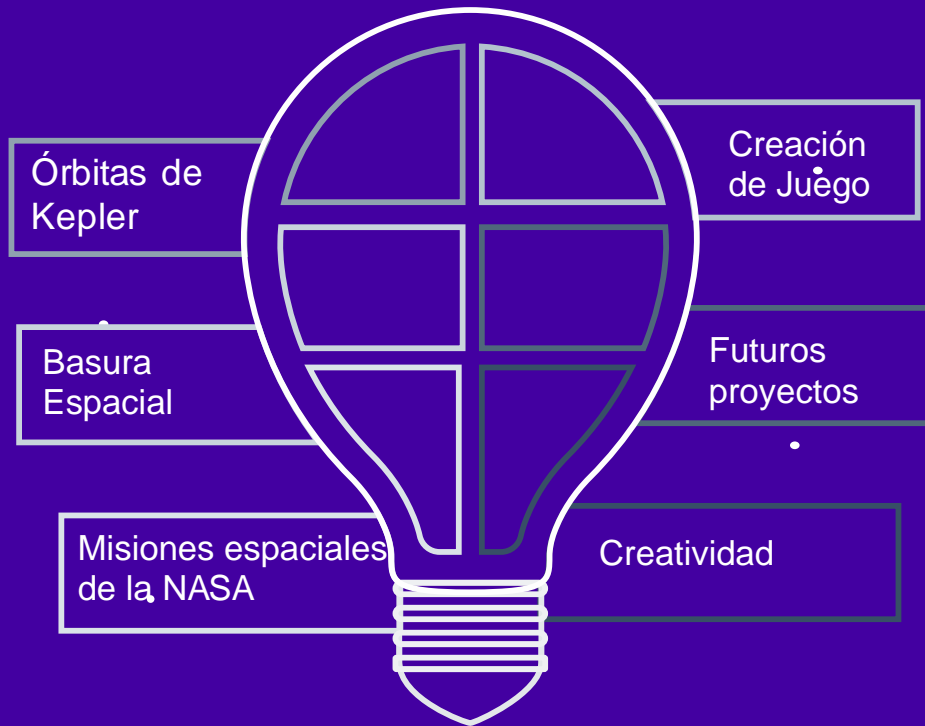 Órbitas de
Kepler
Basura
Espacial
Misiones espaciales
de la NASA
Creación
de Juego
Futuros
proyectos
Creatividad